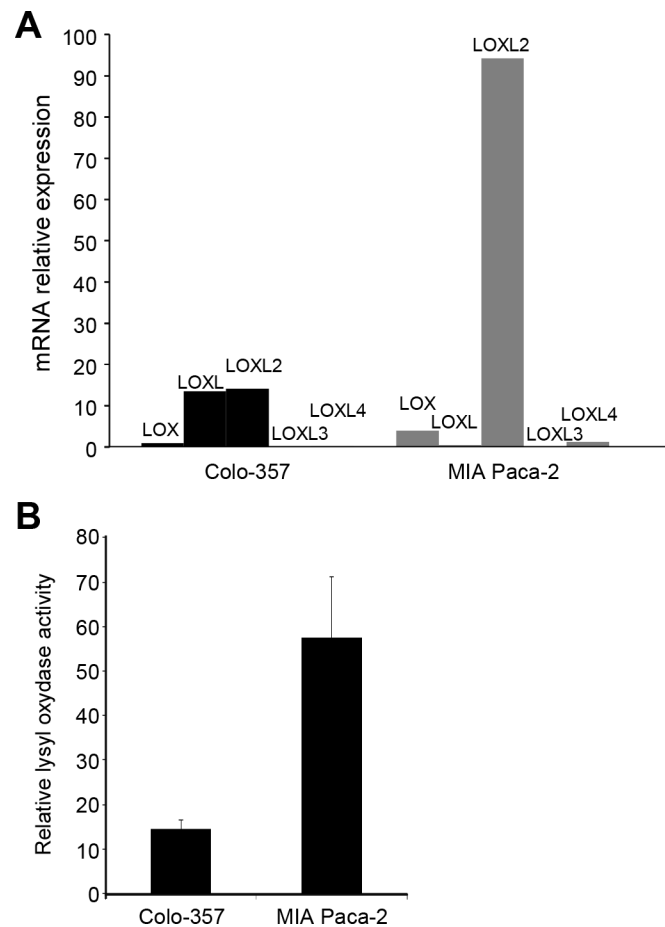 A
mRNA relative expression
100
90
80
70
60
50
40
30
20
10
0
LOX
LOXL
LOXL2
LOXL3
LOXL4
LOX
LOXL
LOXL2
LOXL3
LOXL4
Colo-357
MIA Paca-2
B
Relative lysyl oxydase activity
80
70
60
50
40
30
20
10
0
Colo-357
MIA Paca-2